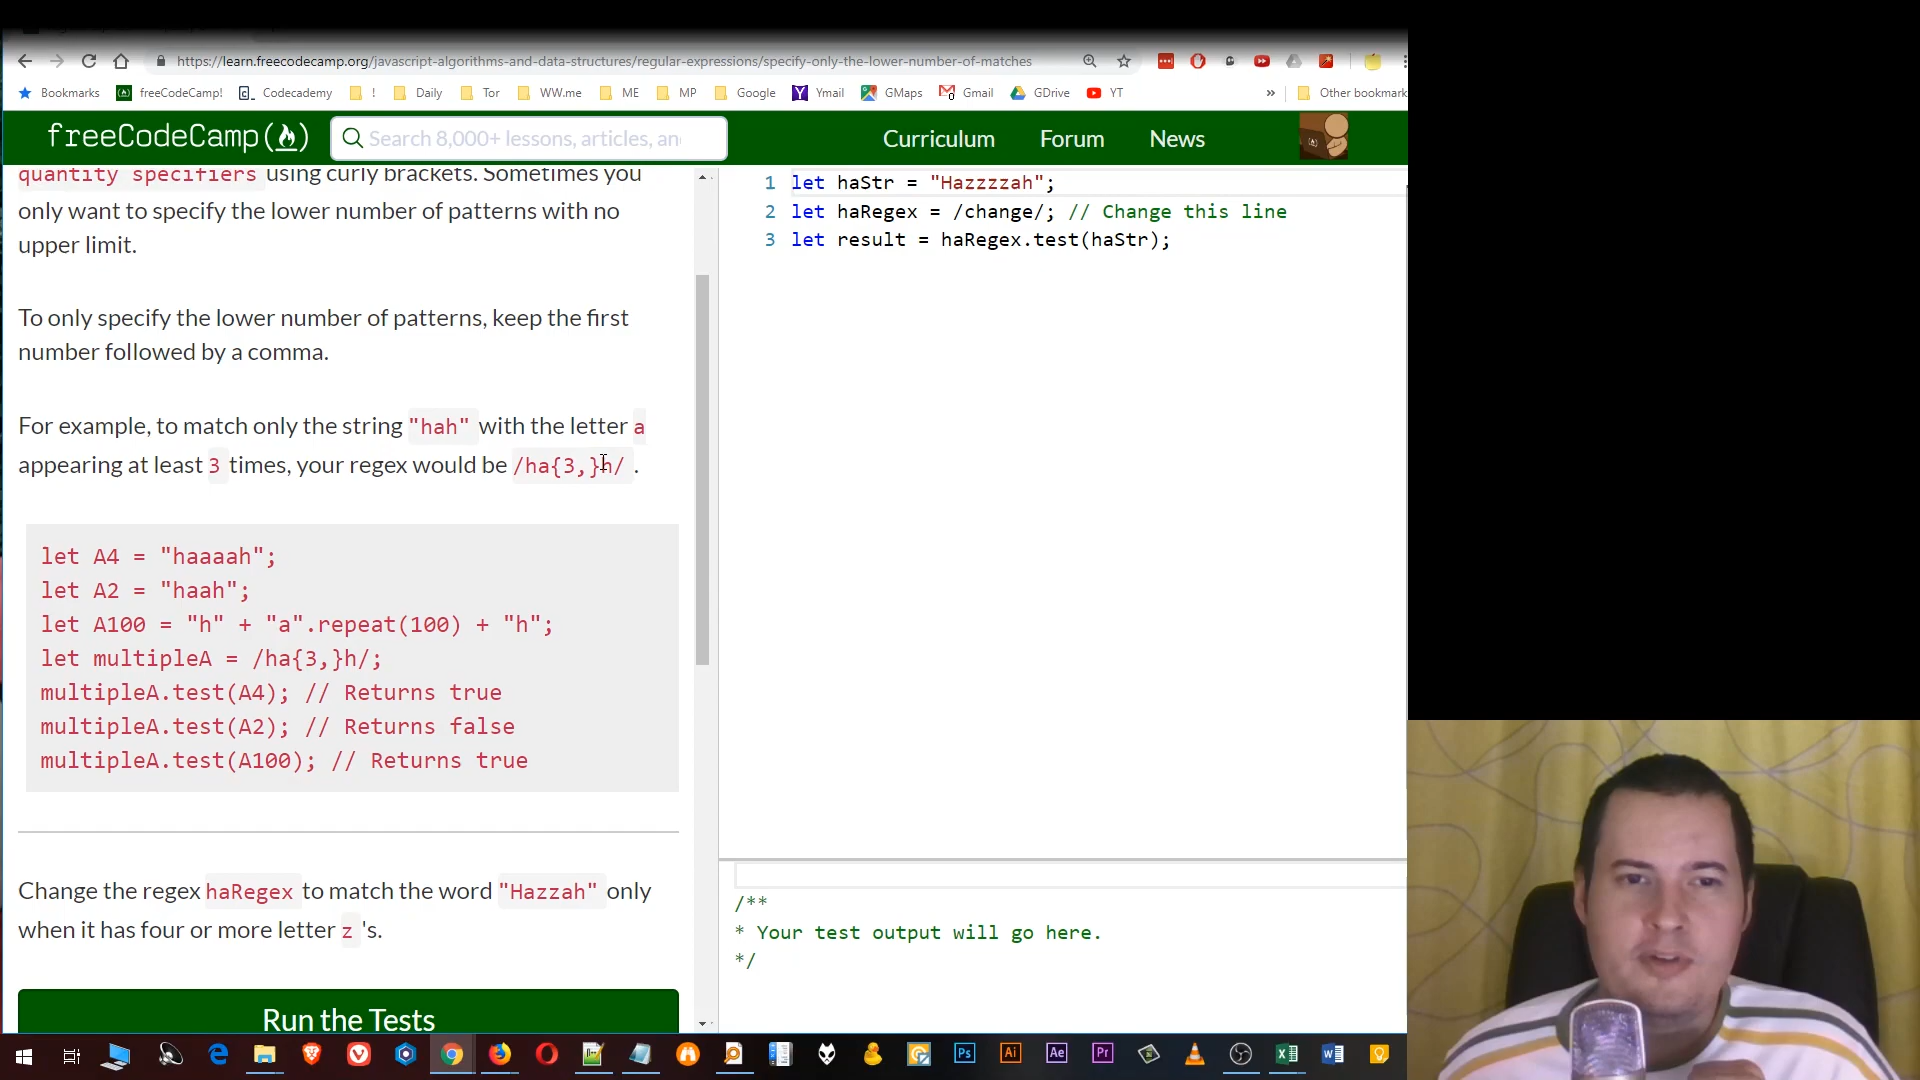 https://learn.freecodecamp.org/javascript-algorithms-and-data-structures/regular-expressions/specify-only-the-lower-number-of-matches
Bookmarks freeCodeCamp! Codecademy ! Daily Tor WW.me ME MP Google Ymail GMaps Gmail GDrive YT » Other bookmark
freeCodeCamp Search 8,000+ lessons, articles, an Curriculum Forum News
quantity specifiers using curly brackets. Sometimes you
only want to specify the lower number of patterns with no
upper limit.
To only specify the lower number of patterns, keep the first
number followed by a comma.
For example, to match only the string "hah" with the letter a
appearing at least 3 times, your regex would be /ha{3,}h/ .
let A4 = "haaaah";
let A2 = "haah";
let A100 = "h" + "a".repeat(100) + "h";
let multipleA = /ha{3,}h/;
multipleA.test(A4); // Returns true
multipleA.test(A2); // Returns false
multipleA.test(A100); // Returns true
Change the regex haRegex to match the word "Hazzah" only
when it has four or more letter z 's.
Run the Tests
1 let haStr = "Hazzzzah";
2 let haRegex = /change/; // Change this line
3 let result = haRegex.test(haStr);
/**
* Your test output will go here.
*/
Ps Ai Ae Pr